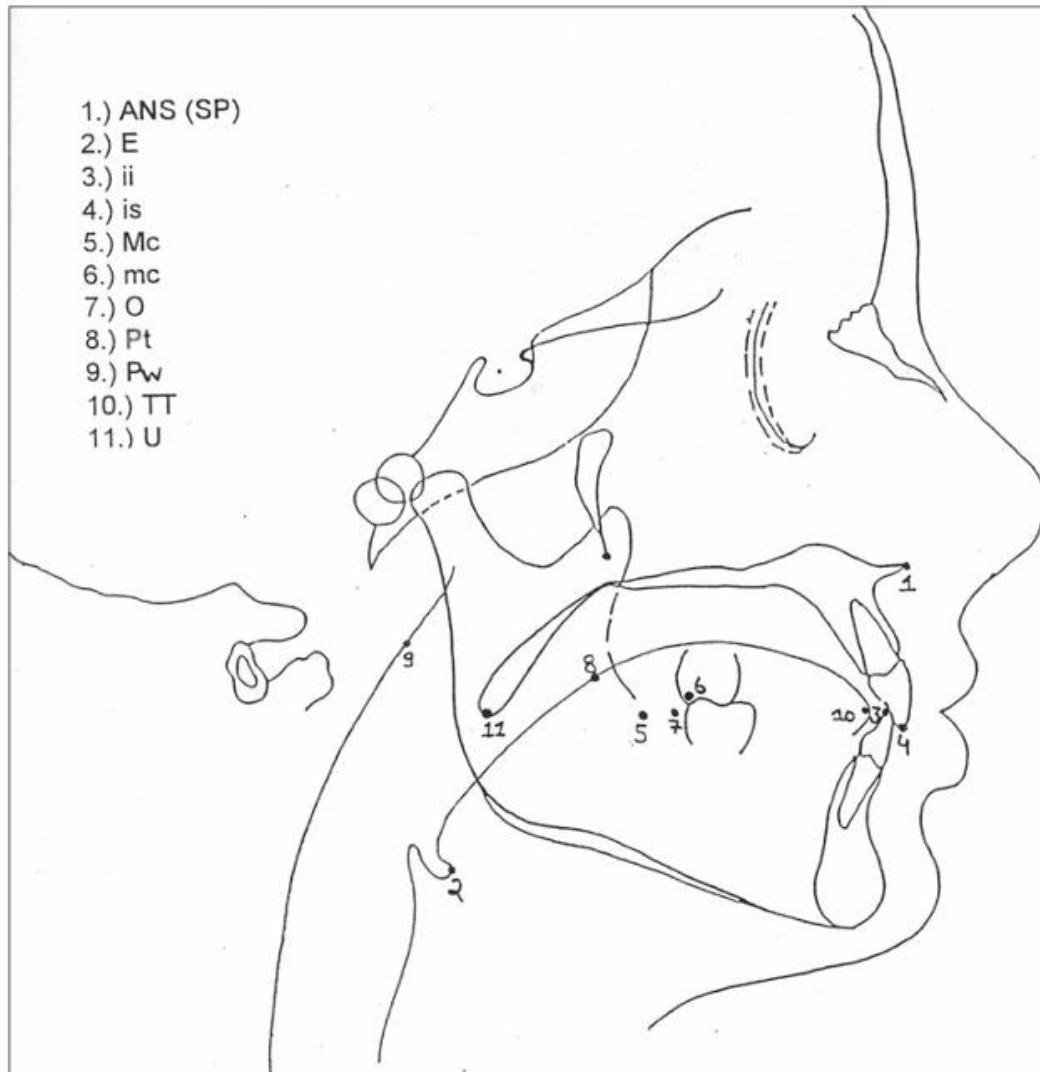 1.) ANS (SP)
2.) E
3.) ii
4.) is
5.) Mc
6.) mc
7.) O
8.) Pt
9.) Pw
10.) TT
11.) U
1
9
8
6
11
5
7
10
3
4
2